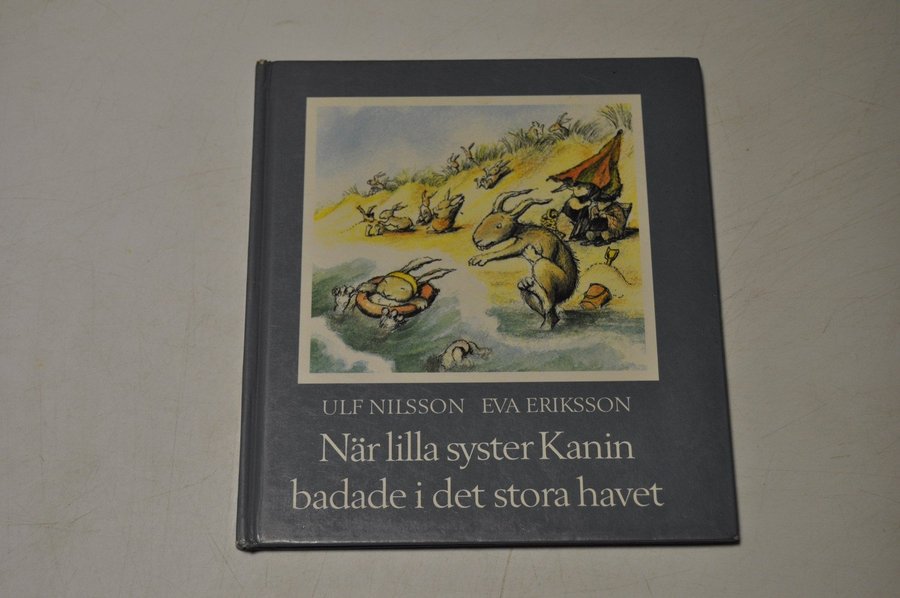 ULF NILSSON EVA ERIKSSON
När lilla syster Kanin
badade i det stora havet